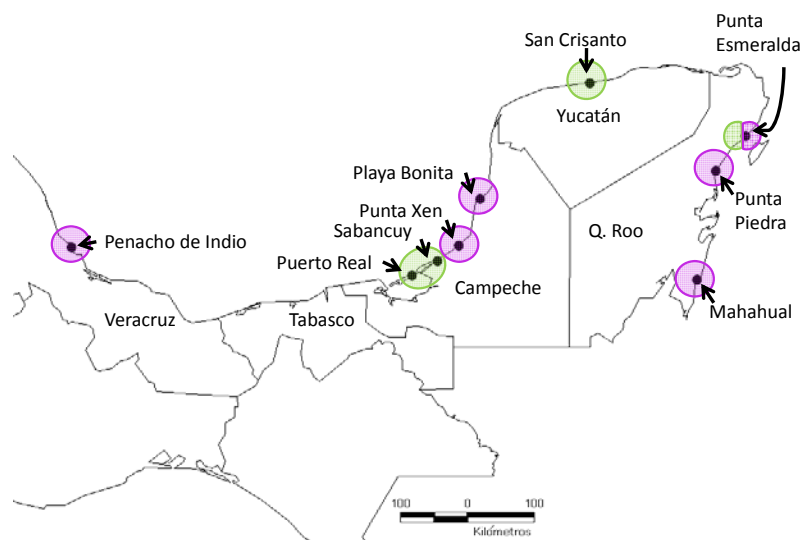 San Crisanto
Punta
Esmeralda
Yucatán
Playa Bonita
Punta Xen
Sabancuy
Puerto Real
Penacho de Indio
Punta
Piedra
Q. Roo
Campeche
Veracruz
Tabasco
Mahahual
100 0 100
Kilómetros